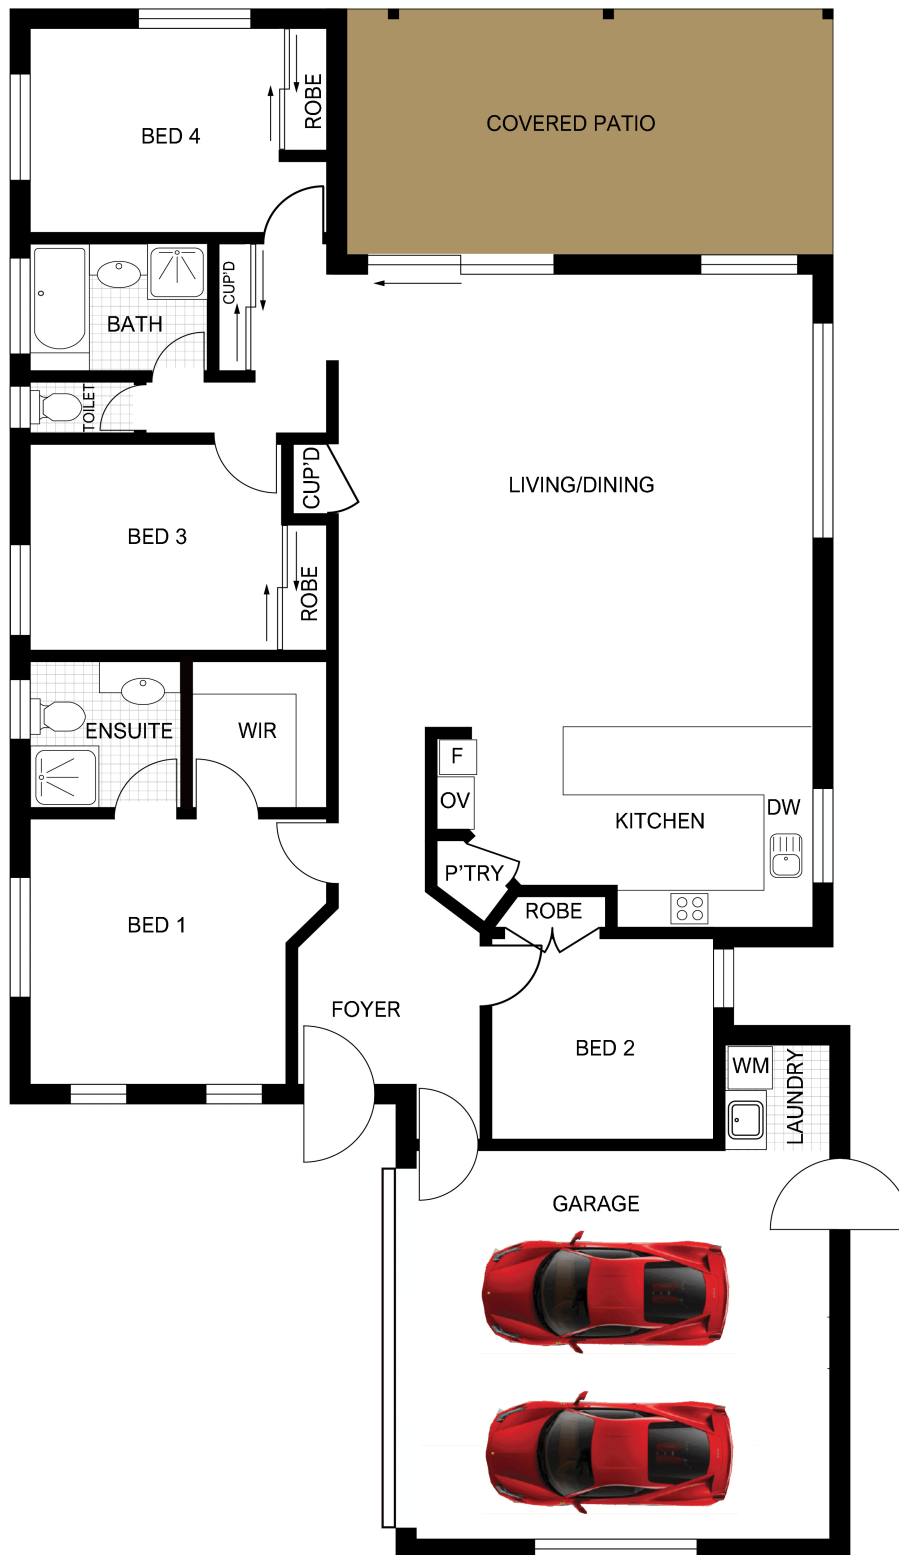 ROBE
COVERED PATIO
BED 4
CUP'D
BATH
TOILET
CUP'D
LIVING/DINING
BED 3
ROBE
ENSUITE
WIR
F
OV
DW
KITCHEN
P'TRY
ROBE
BED 1
FOYER
BED 2
WM
LAUNDRY
GARAGE